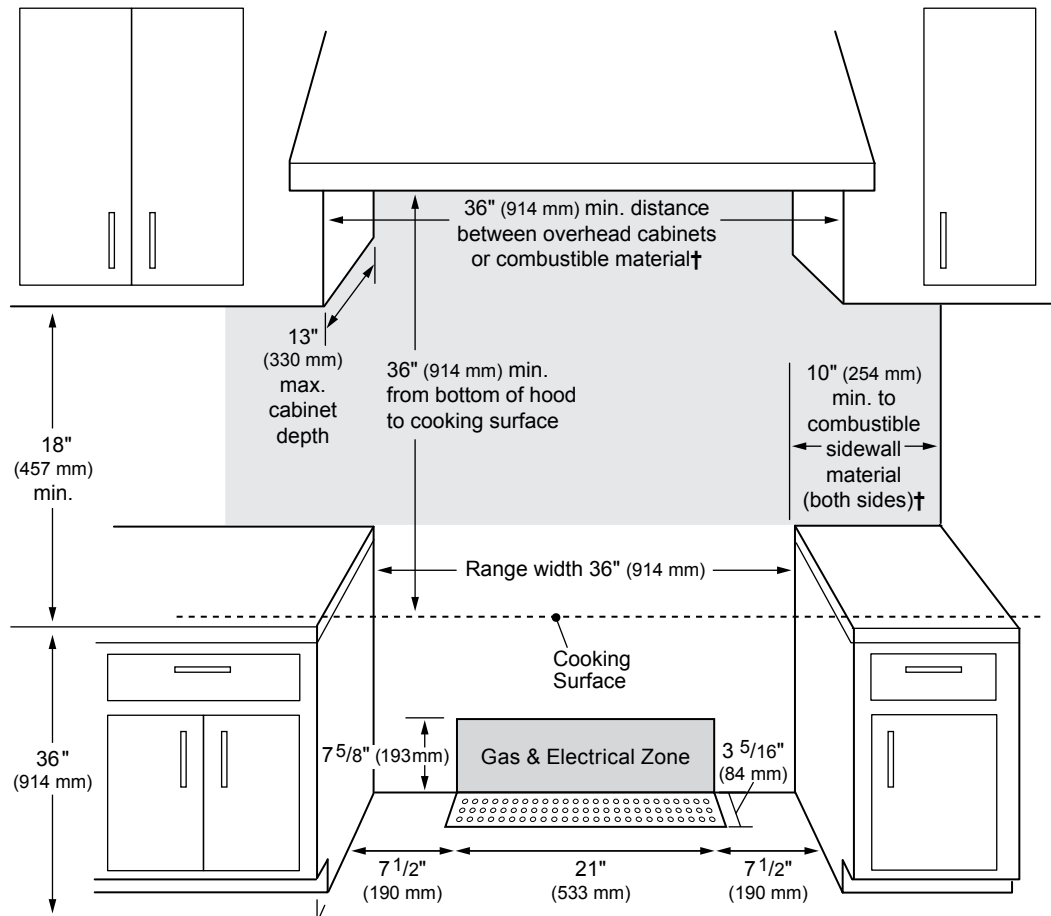 36" (914 mm) min. distance
between overhead cabinets
or combustible material†
13"
(330 mm)
max.
cabinet
depth
36" (914 mm) min.
from bottom of hood
to cooking surface
10" (254 mm)
min. to
combustible
sidewall
material
(both sides)†
18"
(457 mm)
min.
Range width 36" (914 mm)
Cooking
Surface
36"
(914 mm)
7 5/8" (193mm)
Gas & Electrical Zone
3 5/16"
(84 mm)
7 1/2"
(190 mm)
21"
(533 mm)
7 1/2"
(190 mm)